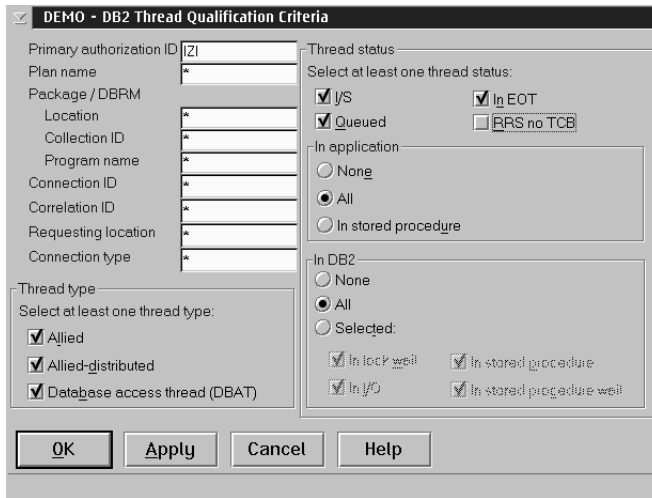 DEMO - DB2 Thread Qualification Criteria
Primary authorization ID IZI
Plan name *
Package / DBRM
Location *
Collection ID *
Program name *
Connection ID *
Correlation ID *
Requesting location *
Connection type *
Thread type
Select at least one thread type:
Allied
Allied-distributed
Database access thread (DBAT)
Thread status
Select at least one thread status:
I/S In EOT
Queued RRS no TCB
In application
None
All
In stored procedure
In DB2
None
All
Selected:
In lock wait In stored procedure
In I/O In stored procedure wait
OK Apply Cancel Help